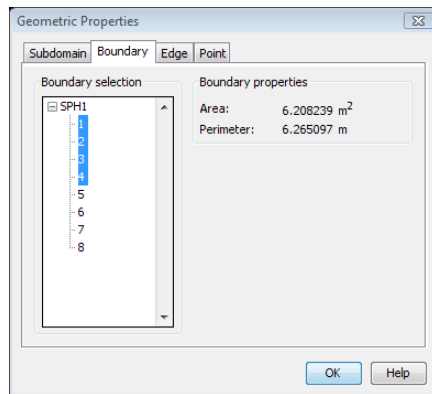 Geometric Properties
Subdomain Boundary Edge Point
Boundary selection
SPH1
1
2
3
4
5
6
7
8
Boundary properties
Area: 6.208239 m²
Perimeter: 6.265097 m
OK Help